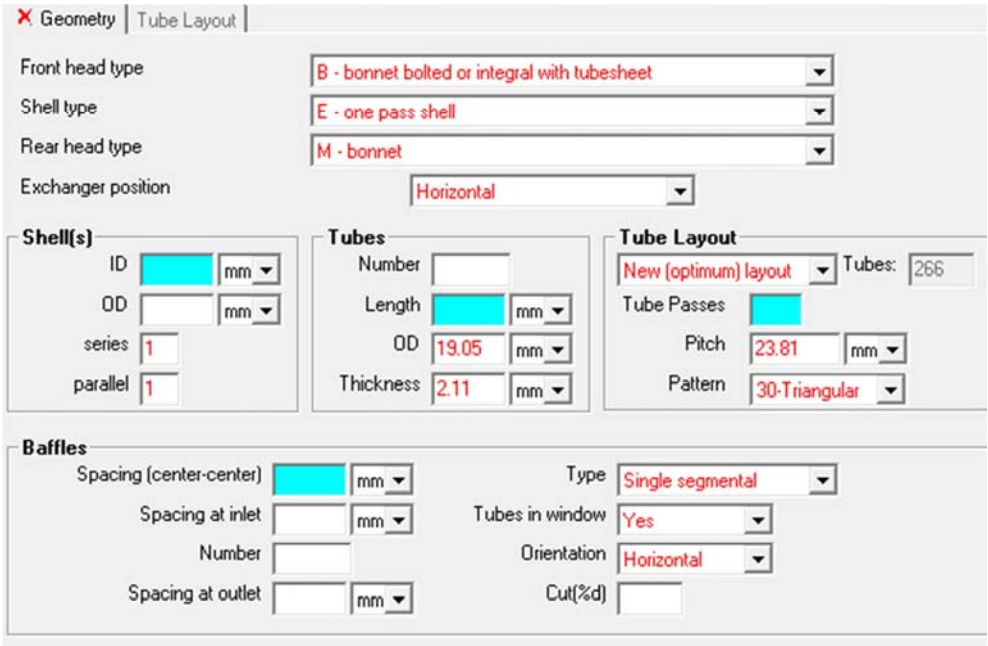 Geometry Tube Layout
Front head type B - bonnet bolted or integral with tubesheet
Shell type E - one pass shell
Rear head type M - bonnet
Exchanger position Horizontal
Shell(s)
ID mm
OD mm
series 1
parallel 1
Tubes
Number
Length mm
OD 19.05 mm
Thickness 2.11 mm
Tube Layout
New (optimum) layout Tubes: 266
Tube Passes
Pitch 23.81 mm
Pattern 30-Triangular
Baffles
Spacing (center-center) mm
Spacing at inlet mm
Number
Spacing at outlet mm
Type Single segmental
Tubes in window Yes
Orientation Horizontal
Cut(%d)